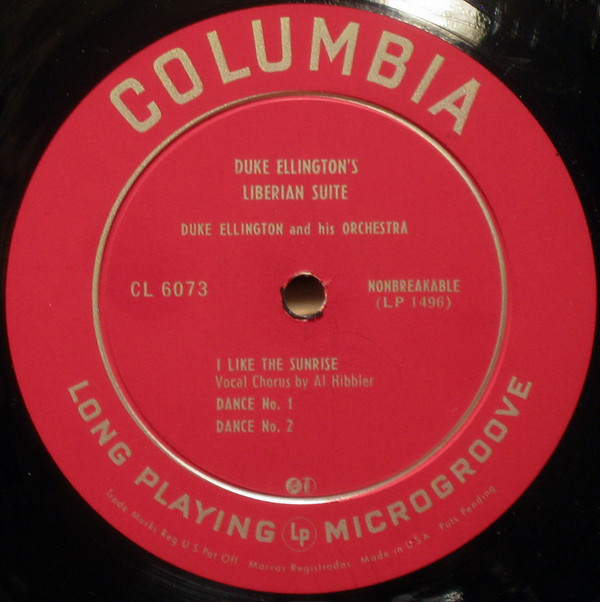 COLUMBIA
DUKE ELLINGTON'S
LIBERIAN SUITE
DUKE ELLINGTON and his ORCHESTRA
CL 6073
NONBREAKABLE
(LP 1496)
I LIKE THE SUNRISE
Vocal Chorus by Al Hibbler
DANCE No. 1
DANCE No. 2
LONG PLAYING Lp MICROGROOVE
Trade Marks Reg U S Pat Off Marcas Registradas Made in U S A Pats Pending